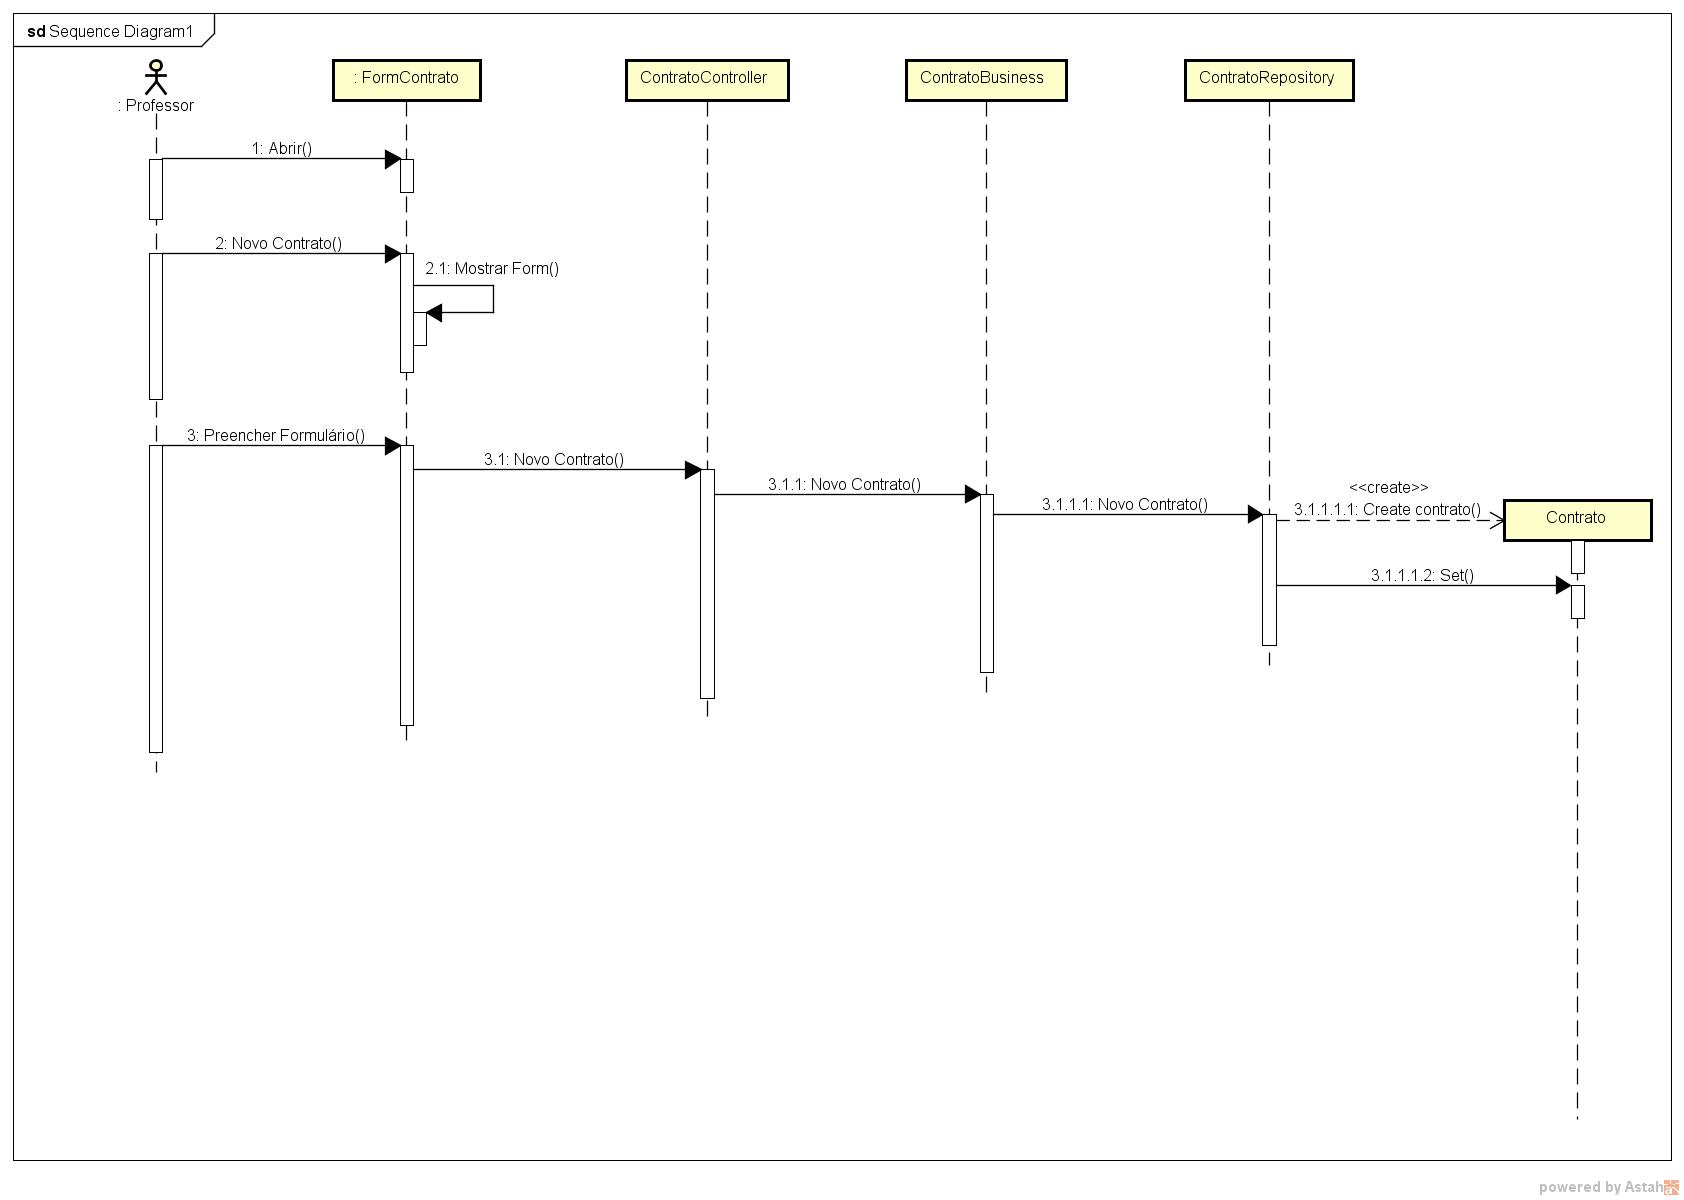 sd Sequence Diagram1
: Professor
: FormContrato
ContratoController
ContratoBusiness
ContratoRepository
1: Abrir()
2: Novo Contrato()
2.1: Mostrar Form()
3: Preencher Formulário()
3.1: Novo Contrato()
3.1.1: Novo Contrato()
3.1.1.1: Novo Contrato()
<<create>>
3.1.1.1.1: Create contrato()
Contrato
3.1.1.1.2: Set()
powered by Astah